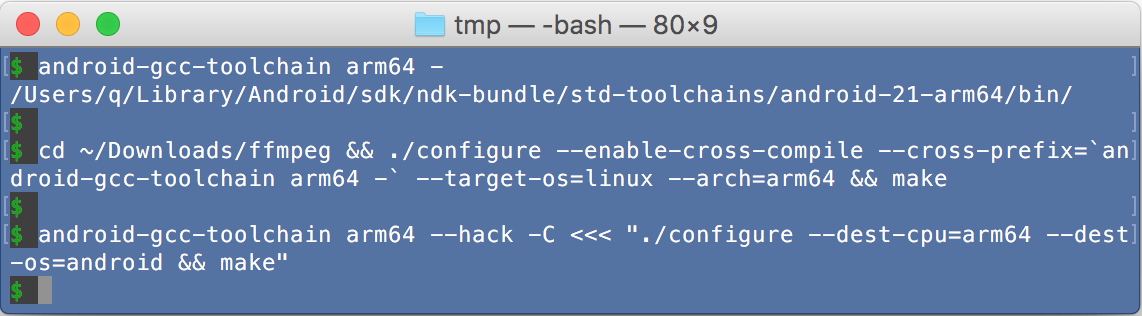 tmp — -bash — 80×9
[$ android-gcc-toolchain arm64 - ]
/Users/q/Library/Android/sdk/ndk-bundle/std-toolchains/android-21-arm64/bin/
[$ ]
[$ cd ~/Downloads/ffmpeg && ./configure --enable-cross-compile --cross-prefix=`an]
droid-gcc-toolchain arm64 -` --target-os=linux --arch=arm64 && make
[$ ]
[$ android-gcc-toolchain arm64 --hack -C <<< "./configure --dest-cpu=arm64 --dest]
-os=android && make"
$